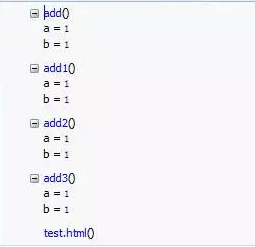 add()
a = 1
b = 1
add1()
a = 1
b = 1
add2()
a = 1
b = 1
add3()
a = 1
b = 1
test.html()